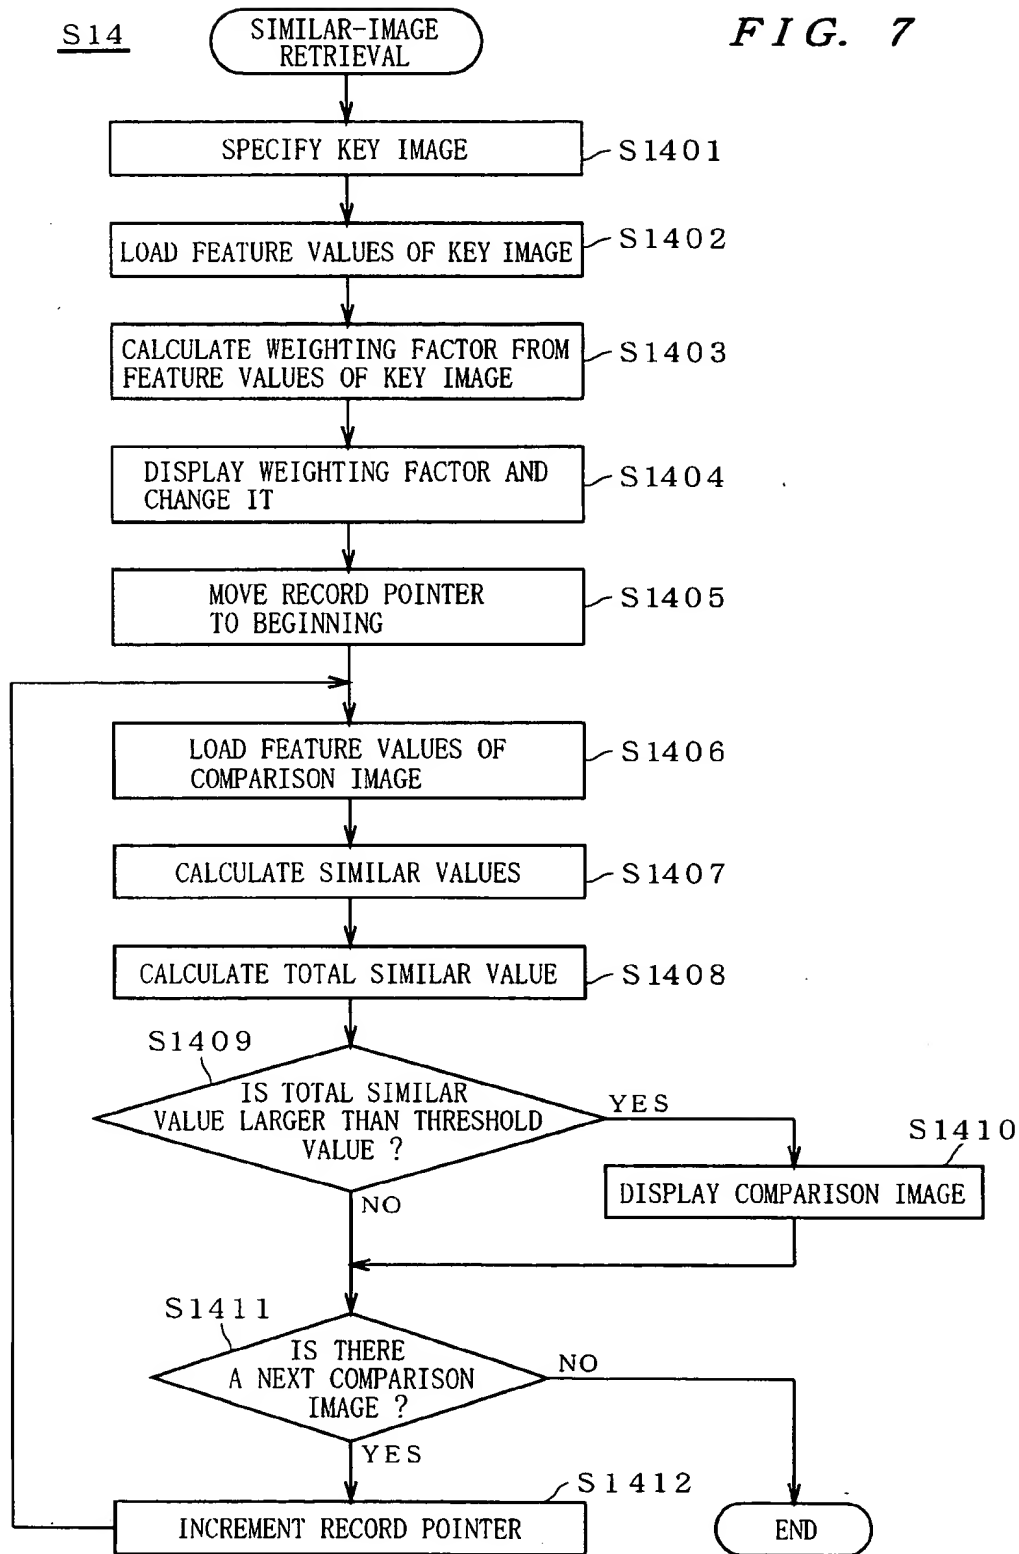 S14
SIMILAR-IMAGE
RETRIEVAL
FIG. 7
SPECIFY KEY IMAGE
S1401
LOAD FEATURE VALUES OF KEY IMAGE
S1402
CALCULATE WEIGHTING FACTOR FROM
FEATURE VALUES OF KEY IMAGE
S1403
DISPLAY WEIGHTING FACTOR AND
CHANGE IT
S1404
MOVE RECORD POINTER
TO BEGINNING
S1405
LOAD FEATURE VALUES OF
COMPARISON IMAGE
S1406
CALCULATE SIMILAR VALUES
S1407
CALCULATE TOTAL SIMILAR VALUE
S1408
S1409
IS TOTAL SIMILAR
VALUE LARGER THAN THRESHOLD
VALUE ?
YES
S1410
DISPLAY COMPARISON IMAGE
NO
S1411
IS THERE
A NEXT COMPARISON
IMAGE ?
NO
YES
S1412
INCREMENT RECORD POINTER
END